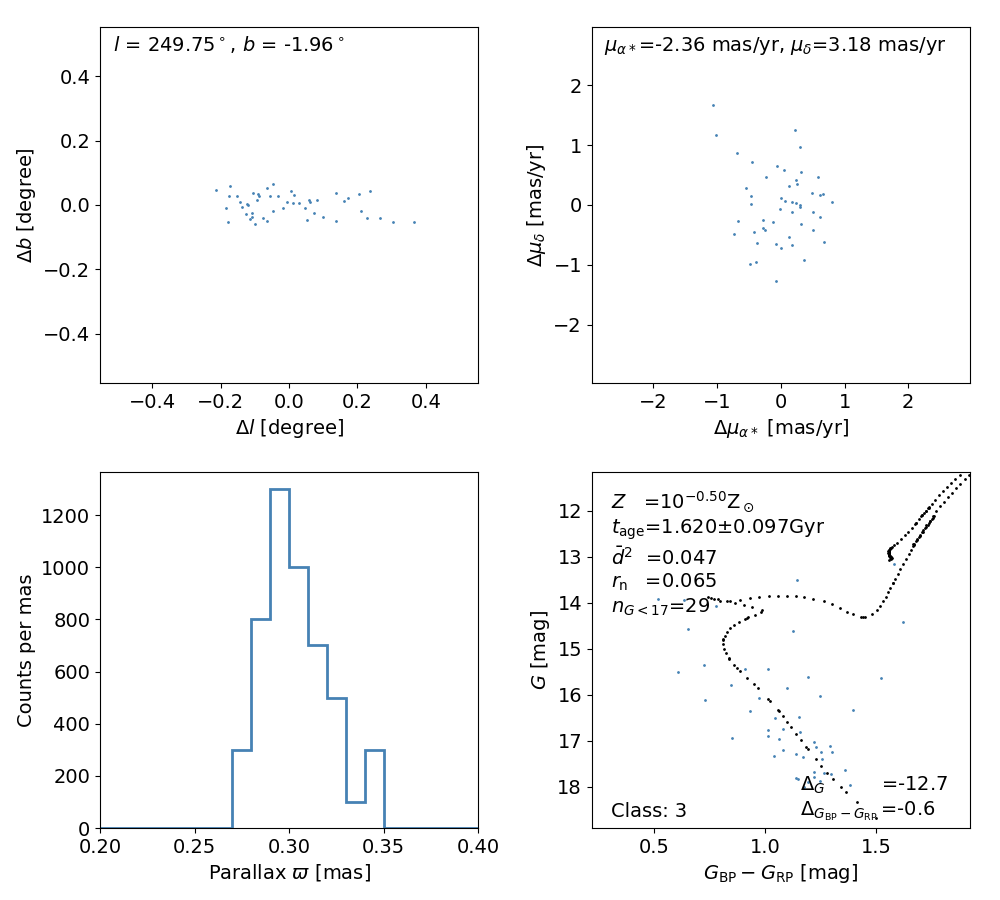 l = 249.75°, b = -1.96°
0.4
0.2
0.0
−0.2
−0.4
Δb [degree]
−0.4 −0.2 0.0 0.2 0.4
Δl [degree]
μα*=-2.36 mas/yr, μδ=3.18 mas/yr
2
1
0
−1
−2
Δμδ [mas/yr]
−2 −1 0 1 2
Δμα* [mas/yr]
1200
1000
800
600
400
200
0
Counts per mas
0.20 0.25 0.30 0.35 0.40
Parallax ϖ [mas]
Z =10^−0.50 Z⊙
t_age=1.620±0.097Gyr
d̄² =0.047
r_n =0.065
n_G<17=29
12
13
14
15
16
17
18
G [mag]
Δ_G =-12.7
Δ_GBP−GRP=-0.6
Class: 3
0.5 1.0 1.5
G_BP − G_RP [mag]